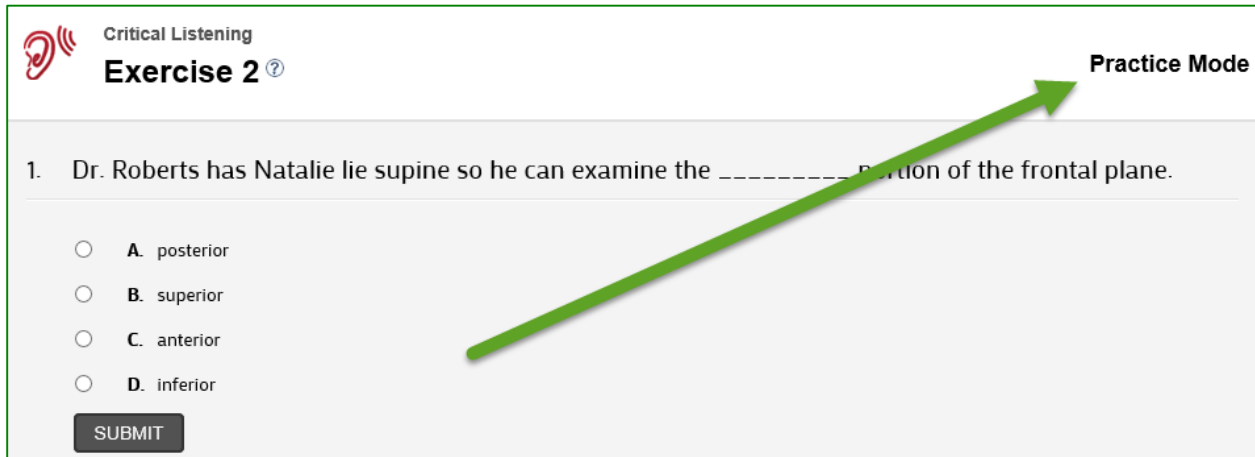 Critical Listening
Exercise 2 ?
Practice Mode
1. Dr. Roberts has Natalie lie supine so he can examine the _________ portion of the frontal plane.
A. posterior
B. superior
C. anterior
D. inferior
SUBMIT